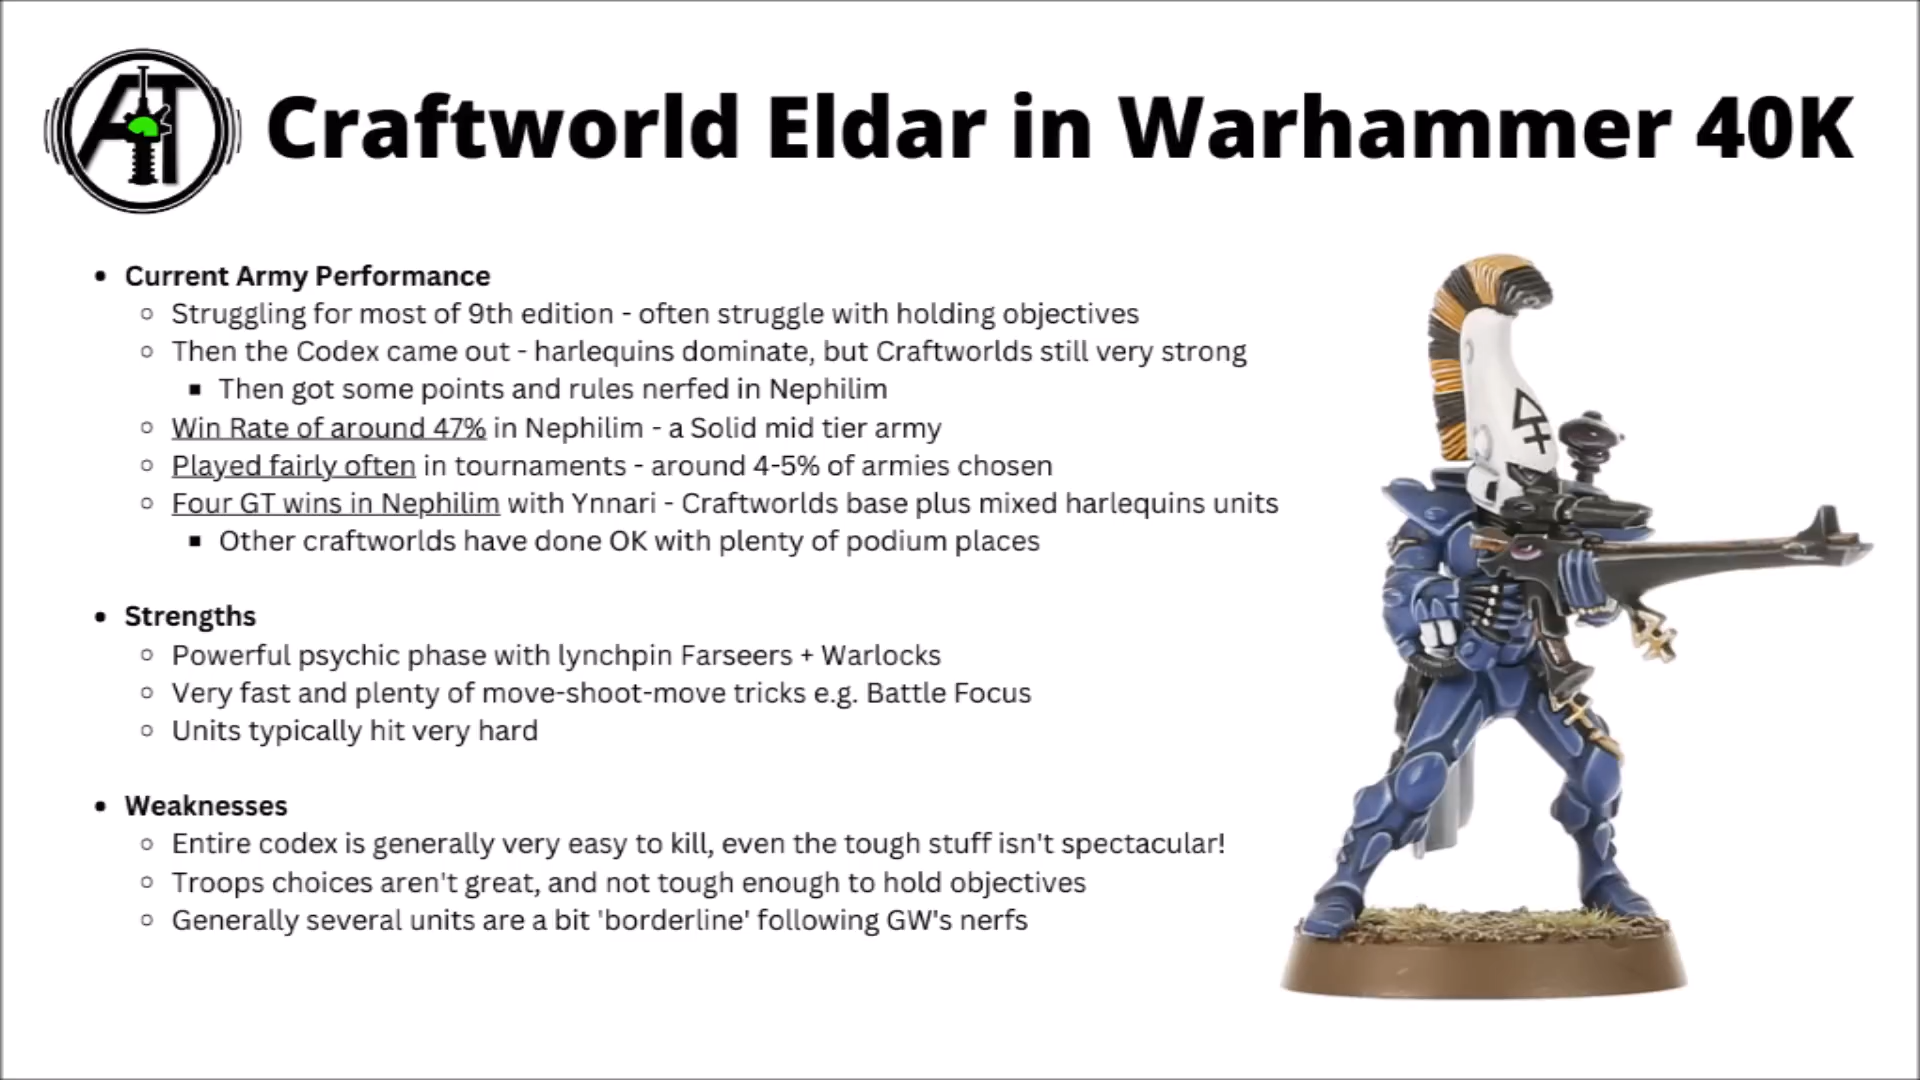 AT
Craftworld Eldar in Warhammer 40K
Current Army Performance
Struggling for most of 9th edition - often struggle with holding objectives
Then the Codex came out - harlequins dominate, but Craftworlds still very strong
Then got some points and rules nerfed in Nephilim
Win Rate of around 47% in Nephilim - a Solid mid tier army
Played fairly often in tournaments - around 4-5% of armies chosen
Four GT wins in Nephilim with Ynnari - Craftworlds base plus mixed harlequins units
Other craftworlds have done OK with plenty of podium places
Strengths
Powerful psychic phase with lynchpin Farseers + Warlocks
Very fast and plenty of move-shoot-move tricks e.g. Battle Focus
Units typically hit very hard
Weaknesses
Entire codex is generally very easy to kill, even the tough stuff isn't spectacular!
Troops choices aren't great, and not tough enough to hold objectives
Generally several units are a bit 'borderline' following GW's nerfs